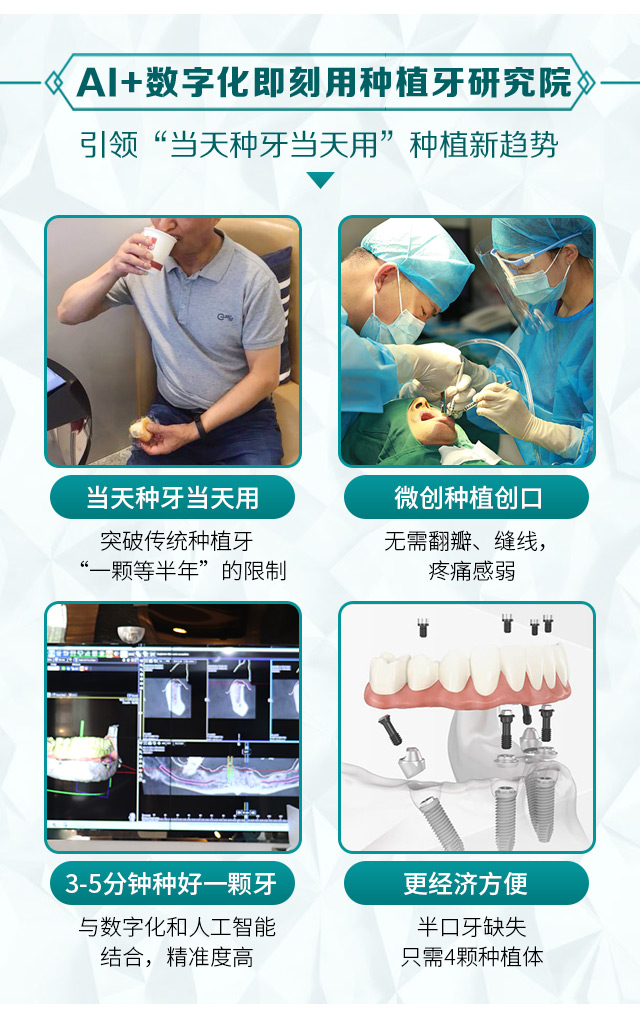 AI+数字化即刻用种植牙研究院
引领“当天种牙当天用”种植新趋势
当天种牙当天用
突破传统种植牙
“一颗等半年”的限制
微创种植创口
无需翻瓣、缝线，
疼痛感弱
3-5分钟种好一颗牙
与数字化和人工智能
结合，精准度高
更经济方便
半口牙缺失
只需4颗种植体